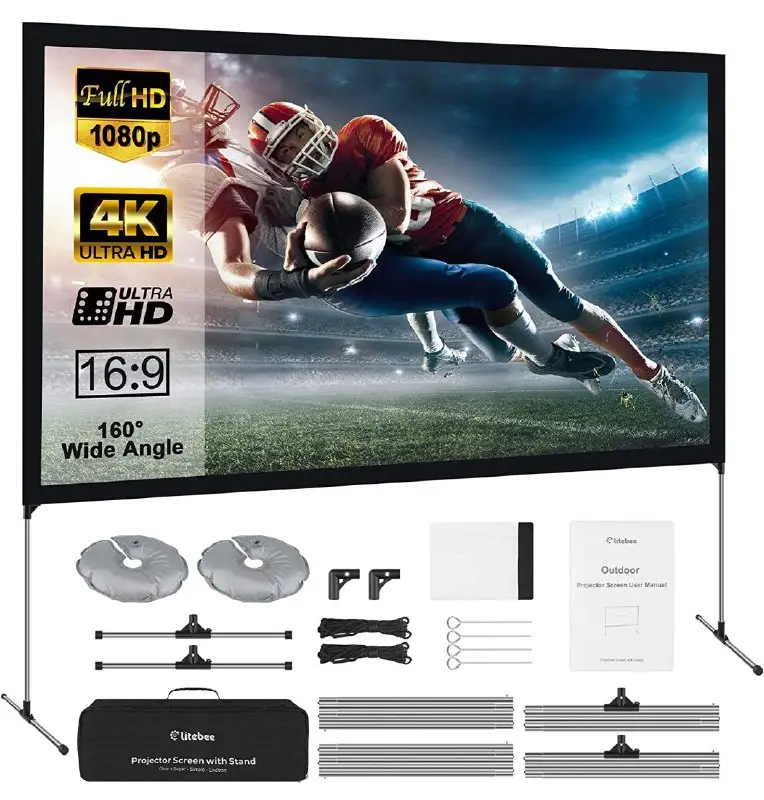 Full HD
1080p
4K
ULTRA HD
ULTRA
HD
16:9
160°
Wide Angle
litebee
Outdoor
Projector Screen User Manual
litebee
Projector Screen with Stand